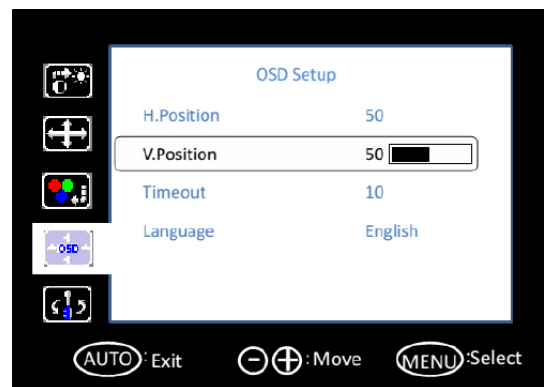 OSD Setup
H.Position 50
V.Position 50
Timeout 10
Language English
OSD
AUTO: Exit −+: Move MENU:Select